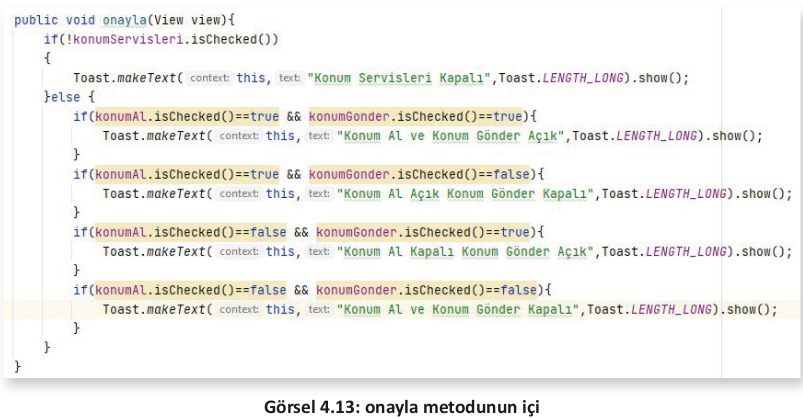 public void onayla(View view){
if(!konumServisleri.isChecked())
{
Toast.makeText( context: this, text: "Konum Servisleri Kapalı",Toast.LENGTH_LONG).show();
}else {
if(konumAl.isChecked()==true && konumGonder.isChecked()==true){
Toast.makeText( context: this, text: "Konum Al ve Konum Gönder Açık",Toast.LENGTH_LONG).show();
}
if(konumAl.isChecked()==true && konumGonder.isChecked()==false){
Toast.makeText( context: this, text: "Konum Al Açık Konum Gönder Kapalı",Toast.LENGTH_LONG).show();
}
if(konumAl.isChecked()==false && konumGonder.isChecked()==true){
Toast.makeText( context: this, text: "Konum Al Kapalı Konum Gönder Açık",Toast.LENGTH_LONG).show();
}
if(konumAl.isChecked()==false && konumGonder.isChecked()==false){
Toast.makeText( context: this, text: "Konum Al ve Konum Gönder Kapalı",Toast.LENGTH_LONG).show();
}
}
}
Görsel 4.13: onayla metodunun içi